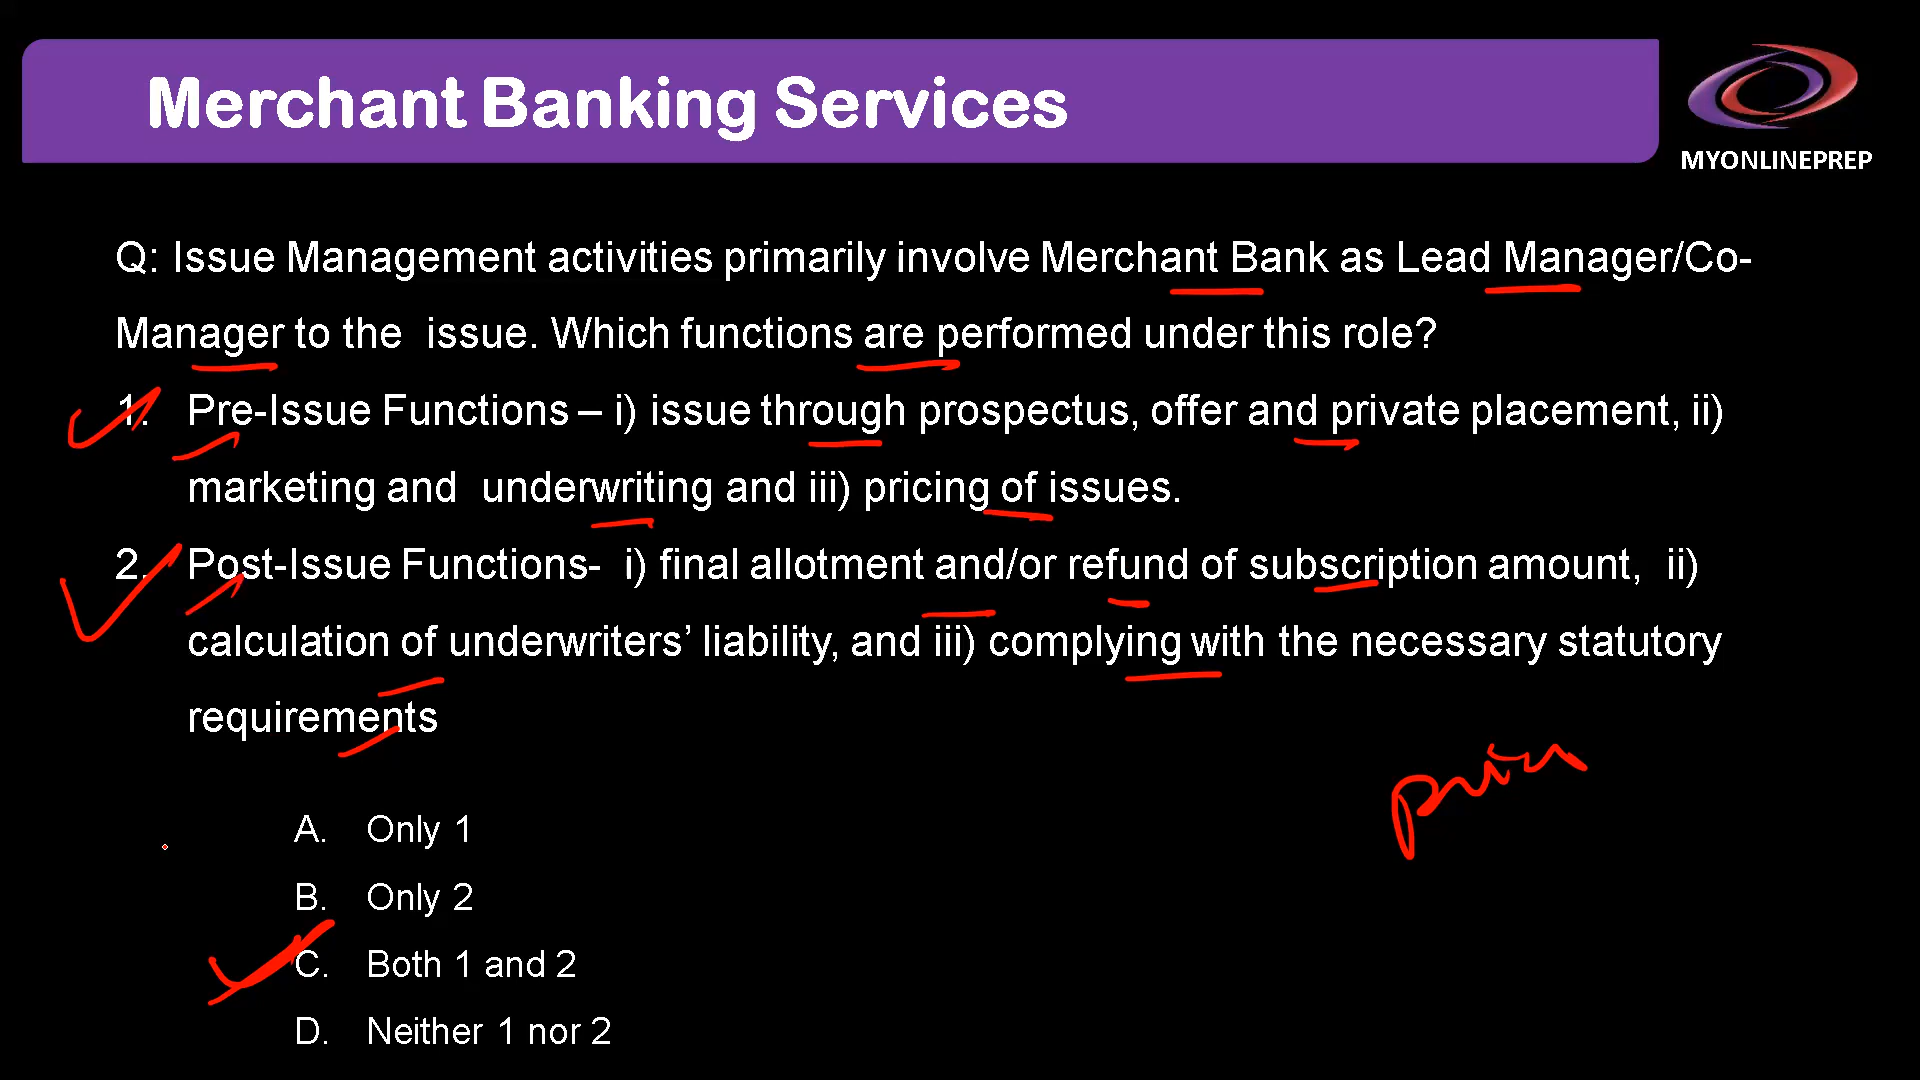 Merchant Banking Services
MYONLINEPREP
Q: Issue Management activities primarily involve Merchant Bank as Lead Manager/Co-
Manager to the issue. Which functions are performed under this role?
1. Pre-Issue Functions – i) issue through prospectus, offer and private placement, ii)
marketing and underwriting and iii) pricing of issues.
2. Post-Issue Functions- i) final allotment and/or refund of subscription amount, ii)
calculation of underwriters’ liability, and iii) complying with the necessary statutory
requirements
A. Only 1
B. Only 2
C. Both 1 and 2
D. Neither 1 nor 2